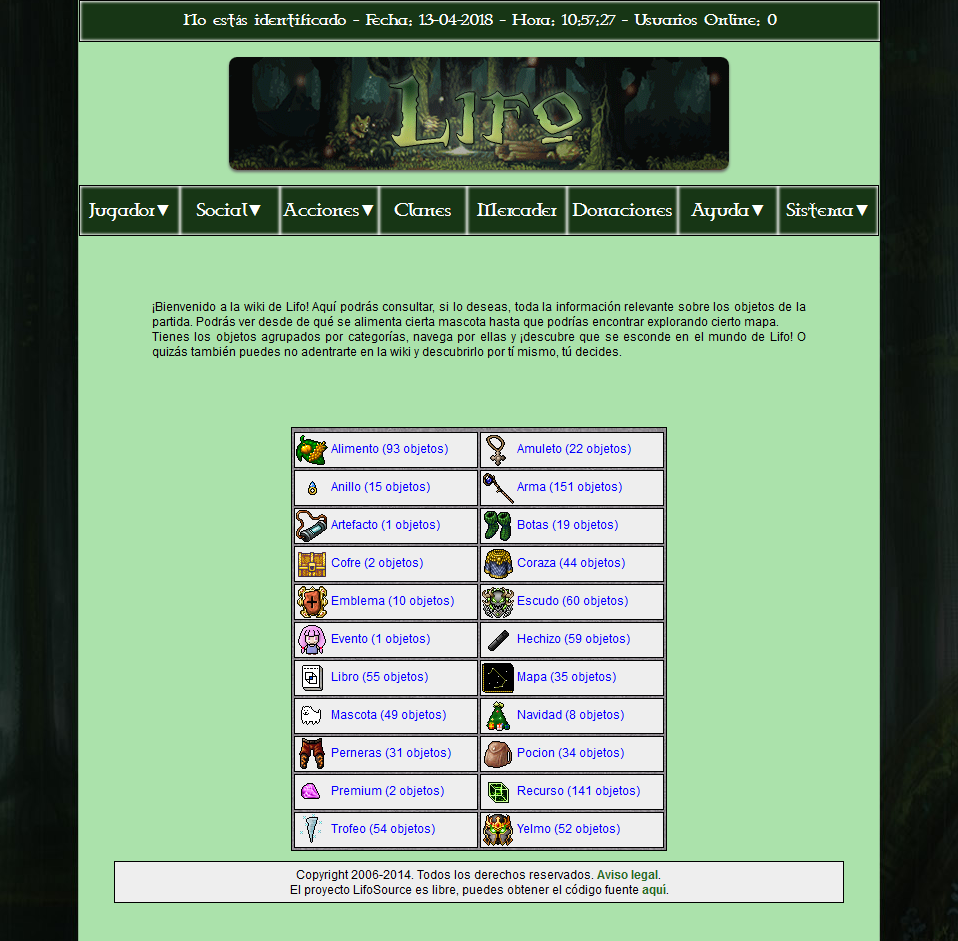 No estás identificado - Fecha: 13-04-2018 - Hora: 10:57:27 - Usuarios Online: 0
Lifo
Jugador▼ Social▼ Acciones▼ Clanes Mercader Donaciones Ayuda▼ Sistema▼
¡Bienvenido a la wiki de Lifo! Aquí podrás consultar, si lo deseas, toda la información relevante sobre los objetos de la
partida. Podrás ver desde de qué se alimenta cierta mascota hasta que podrías encontrar explorando cierto mapa.
Tienes los objetos agrupados por categorías, navega por ellas y ¡descubre que se esconde en el mundo de Lifo! O
quizás también puedes no adentrarte en la wiki y descubrirlo por tí mismo, tú decides.
Alimento (93 objetos) Amuleto (22 objetos)
Anillo (15 objetos) Arma (151 objetos)
Artefacto (1 objetos) Botas (19 objetos)
Cofre (2 objetos) Coraza (44 objetos)
Emblema (10 objetos) Escudo (60 objetos)
Evento (1 objetos) Hechizo (59 objetos)
Libro (55 objetos) Mapa (35 objetos)
Mascota (49 objetos) Navidad (8 objetos)
Perneras (31 objetos) Pocion (34 objetos)
Premium (2 objetos) Recurso (141 objetos)
Trofeo (54 objetos) Yelmo (52 objetos)
Copyright 2006-2014. Todos los derechos reservados. Aviso legal.
El proyecto LifoSource es libre, puedes obtener el código fuente aquí.